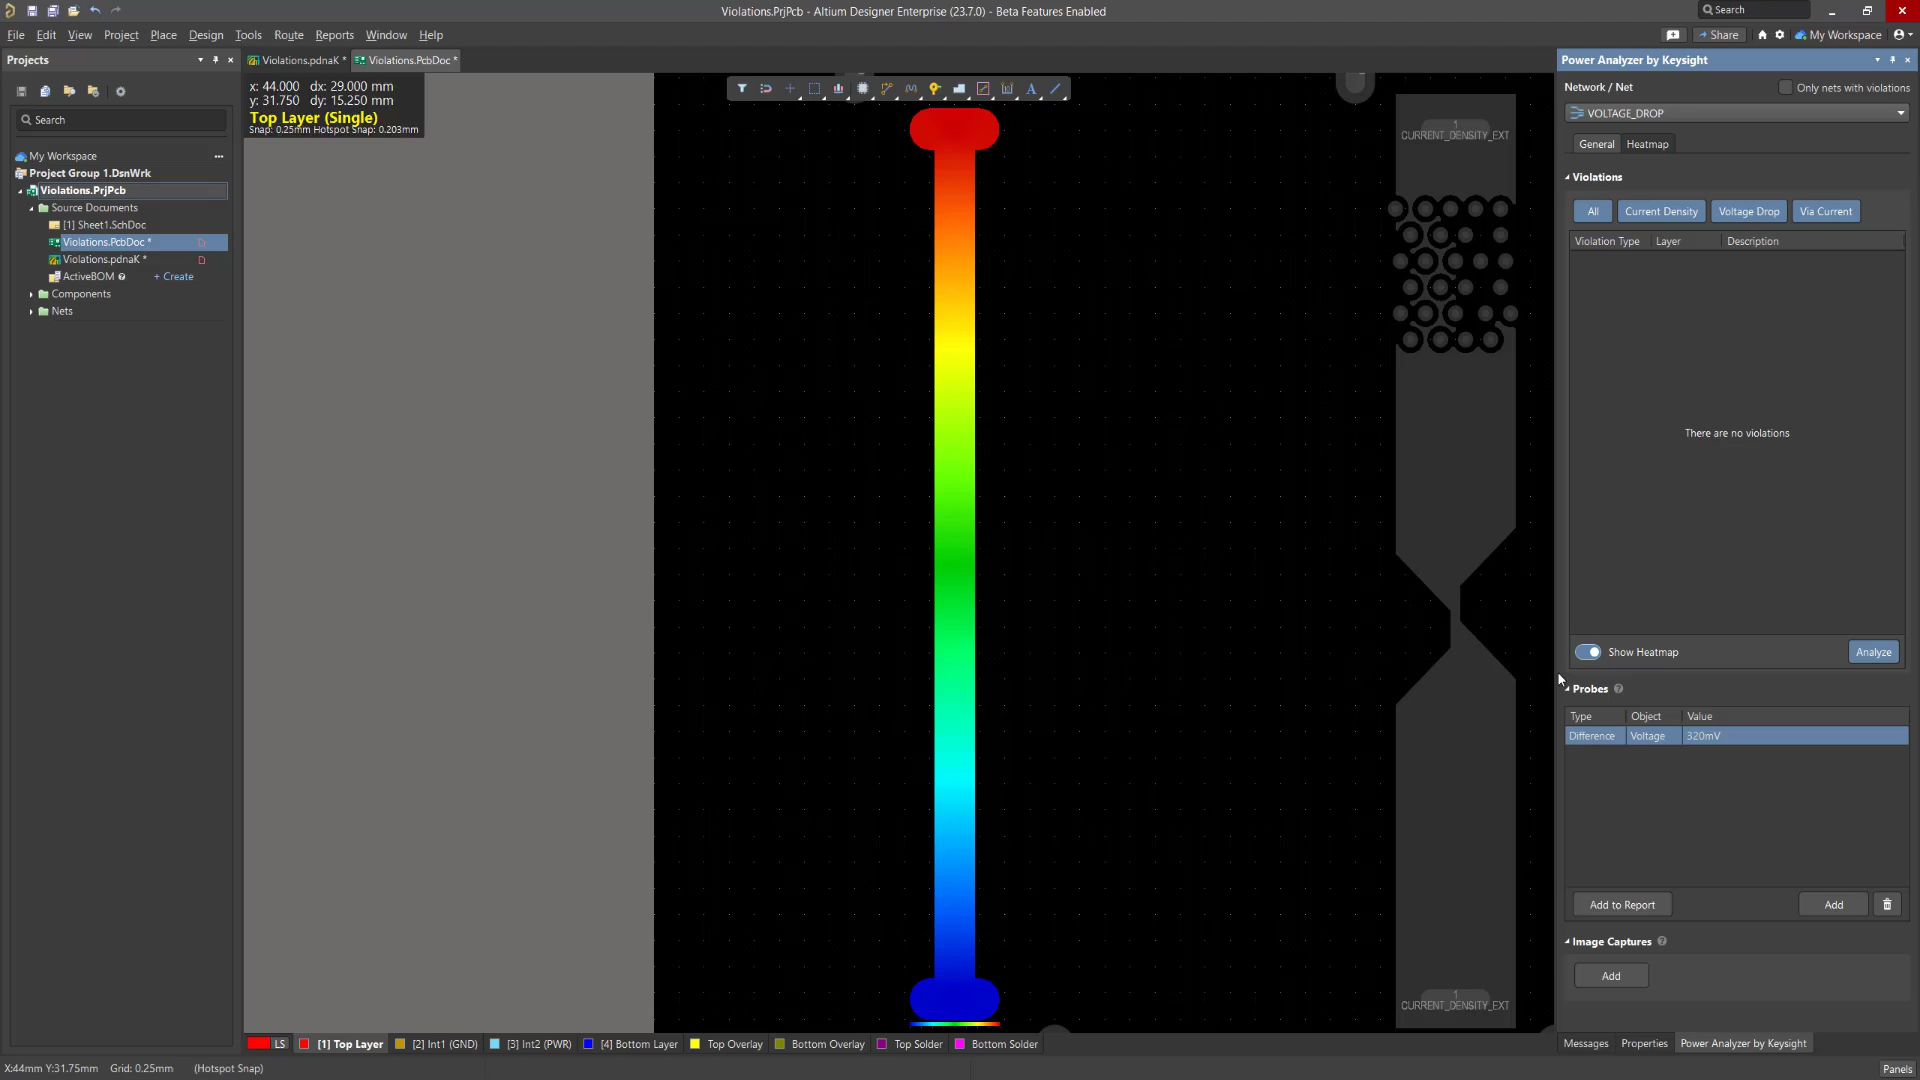 Violations.PrjPcb - Altium Designer Enterprise (23.7.0) - Beta Features Enabled
Search
File Edit View Project Place Design Tools Route Reports Window Help
Share
My Workspace
Projects
Violations.pdnaK *
Violations.PcbDoc *
Power Analyzer by Keysight
x: 44.000 dx: 29.000 mm
y: 31.750 dy: 15.250 mm
Top Layer (Single)
Snap: 0.25mm Hotspot Snap: 0.203mm
Network / Net
Only nets with violations
VOLTAGE_DROP
Search
General Heatmap
My Workspace
Project Group 1.DsnWrk
Violations.PrjPcb
Source Documents
[1] Sheet1.SchDoc
Violations.PcbDoc *
Violations.pdnaK *
ActiveBOM
+ Create
Components
Nets
1
CURRENT_DENSITY_EXT
Violations
All Current Density Voltage Drop Via Current
Violation Type Layer Description
There are no violations
Show Heatmap
Analyze
Probes
Type Object Value
Difference Voltage 320mV
Add to Report
Add
Image Captures
Add
1
CURRENT_DENSITY_EXT
LS [1] Top Layer [2] Int1 (GND) [3] Int2 (PWR) [4] Bottom Layer Top Overlay Bottom Overlay Top Solder Bottom Solder
Messages Properties Power Analyzer by Keysight
X:44mm Y:31.75mm Grid: 0.25mm (Hotspot Snap)
Panels